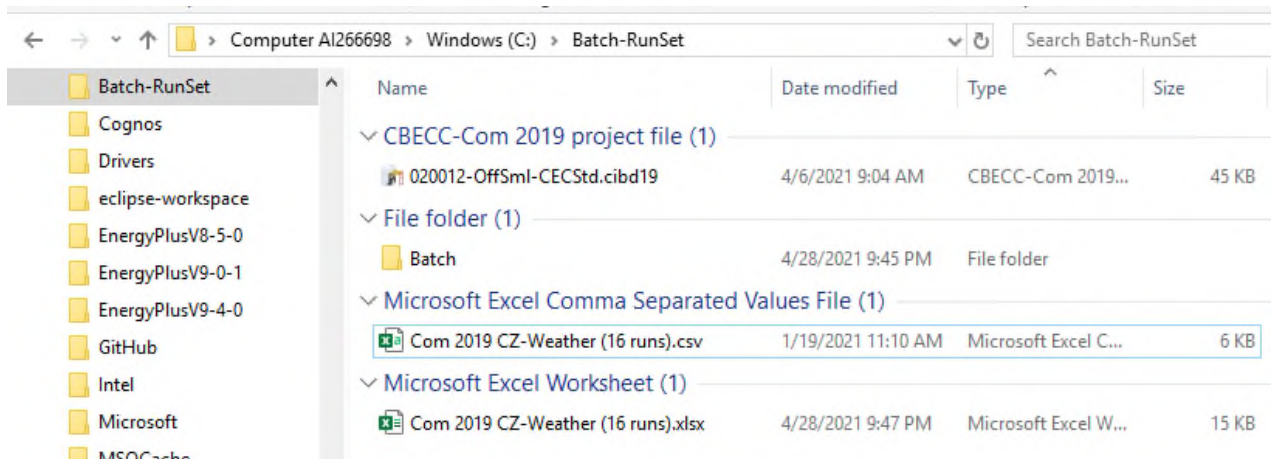 Computer AI266698 > Windows (C:) > Batch-RunSet Search Batch-RunSet
Batch-RunSet
Cognos
Drivers
eclipse-workspace
EnergyPlusV8-5-0
EnergyPlusV9-0-1
EnergyPlusV9-4-0
GitHub
Intel
Microsoft
MSOCache
Name Date modified Type Size
CBECC-Com 2019 project file (1)
020012-OffSml-CECStd.cibd19 4/6/2021 9:04 AM CBECC-Com 2019... 45 KB
File folder (1)
Batch 4/28/2021 9:45 PM File folder
Microsoft Excel Comma Separated Values File (1)
Com 2019 CZ-Weather (16 runs).csv 1/19/2021 11:10 AM Microsoft Excel C... 6 KB
Microsoft Excel Worksheet (1)
Com 2019 CZ-Weather (16 runs).xlsx 4/28/2021 9:47 PM Microsoft Excel W... 15 KB